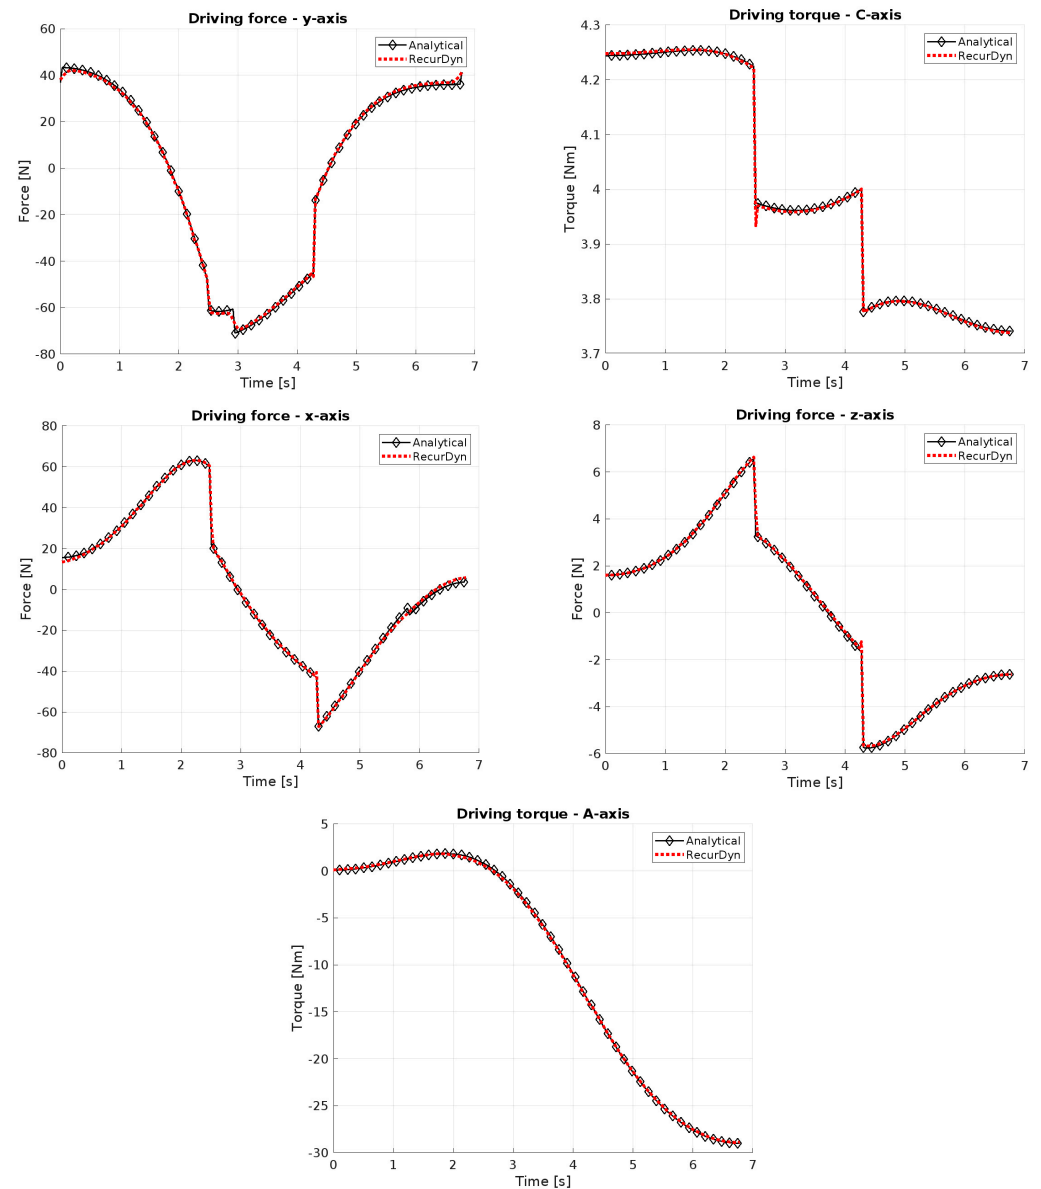 Driving force - y-axis
Analytical
RecurDyn
60
40
20
0
-20
-40
-60
-80
Force [N]
0 1 2 3 4 5 6 7
Time [s]
Driving torque - C-axis
Analytical
RecurDyn
4.3
4.2
4.1
4
3.9
3.8
3.7
Torque [Nm]
0 1 2 3 4 5 6 7
Time [s]
Driving force - x-axis
Analytical
RecurDyn
80
60
40
20
0
-20
-40
-60
-80
Force [N]
0 1 2 3 4 5 6 7
Time [s]
Driving force - z-axis
Analytical
RecurDyn
8
6
4
2
0
-2
-4
-6
Force [N]
0 1 2 3 4 5 6 7
Time [s]
Driving torque - A-axis
Analytical
RecurDyn
5
0
-5
-10
-15
-20
-25
-30
Torque [Nm]
0 1 2 3 4 5 6 7
Time [s]